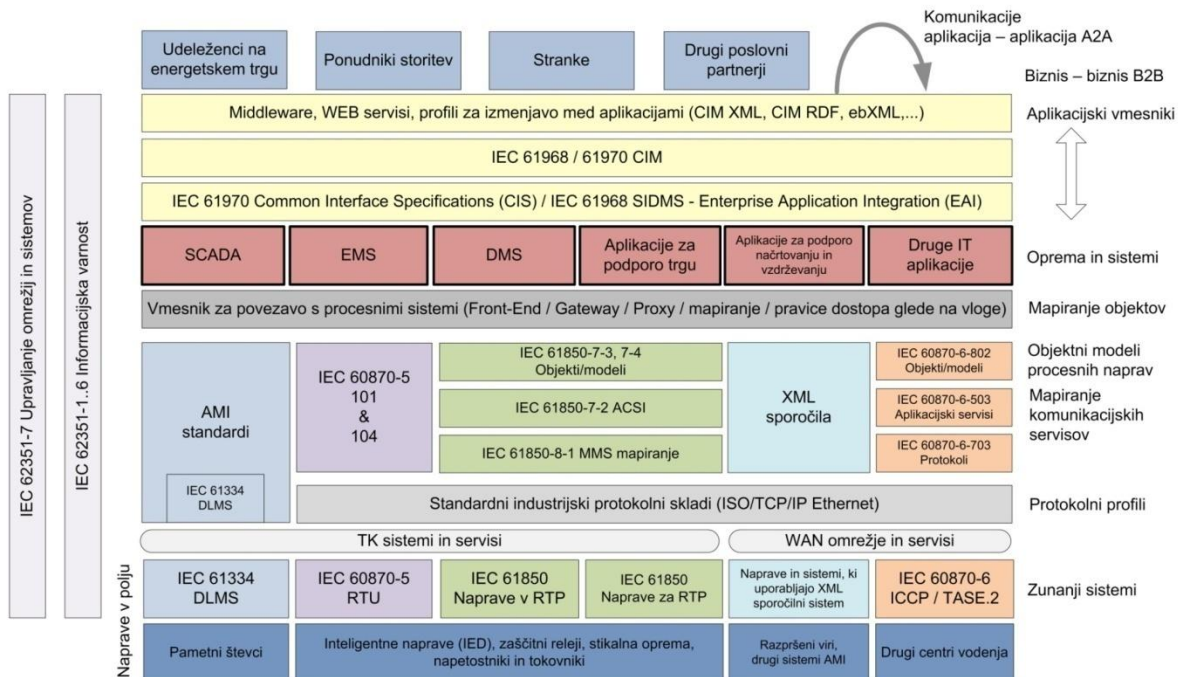 Komunikacije
aplikacija – aplikacija A2A
Biznis – biznis B2B
Udeleženci na
energetskem trgu
Ponudniki storitev
Stranke
Drugi poslovni
partnerji
Middleware, WEB servisi, profili za izmenjavo med aplikacijami (CIM XML, CIM RDF, ebXML,...)
Aplikacijski vmesniki
IEC 61968 / 61970 CIM
IEC 61970 Common Interface Specifications (CIS) / IEC 61968 SIDMS - Enterprise Application Integration (EAI)
SCADA
EMS
DMS
Aplikacije za
podporo trgu
Aplikacije za podporo
načrtovanju in
vzdrževanju
Druge IT
aplikacije
Oprema in sistemi
Vmesnik za povezavo s procesnimi sistemi (Front-End / Gateway / Proxy / mapiranje / pravice dostopa glede na vloge)
Mapiranje objektov
AMI
standardi
IEC 61334
DLMS
IEC 60870-5
101
&
104
IEC 61850-7-3, 7-4
Objekti/modeli
IEC 61850-7-2 ACSI
IEC 61850-8-1 MMS mapiranje
XML
sporočila
IEC 60870-6-802
Objekti/modeli
IEC 60870-6-503
Aplikacijski servisi
IEC 60870-6-703
Protokoli
Objektni modeli
procesnih naprav
Mapiranje
komunikacijskih
servisov
Standardni industrijski protokolni skladi (ISO/TCP/IP Ethernet)
Protokolni profili
TK sistemi in servisi
WAN omrežje in servisi
IEC 61334
DLMS
IEC 60870-5
RTU
IEC 61850
Naprave v RTP
IEC 61850
Naprave za RTP
Naprave in sistemi, ki
uporabljajo XML
sporočilni sistem
IEC 60870-6
ICCP / TASE.2
Zunanji sistemi
Pametni števci
Inteligentne naprave (IED), zaščitni releji, stikalna oprema,
napetostniki in tokovniki
Razpršeni viri,
drugi sistemi AMI
Drugi centri vodenja
IEC 62351-7 Upravljanje omrežij in sistemov
IEC 62351-1..6 Informacijska varnost
Naprave v polju